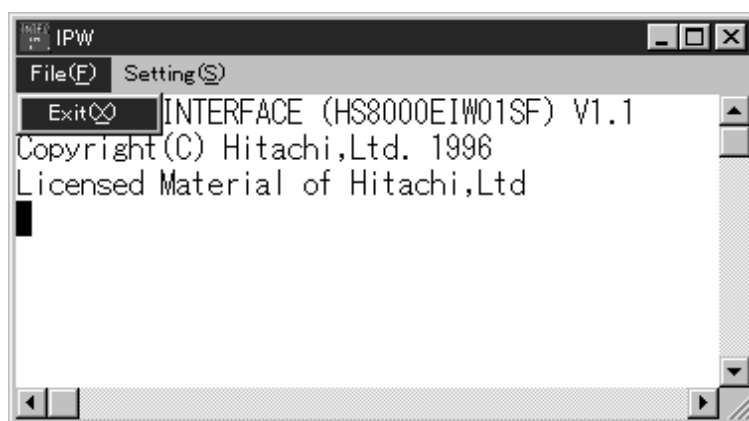 IPW
File(F) Setting(S)
Exit(X)
INTERFACE (HS8000EIW01SF) V1.1
Copyright(C) Hitachi,Ltd. 1996
Licensed Material of Hitachi,Ltd